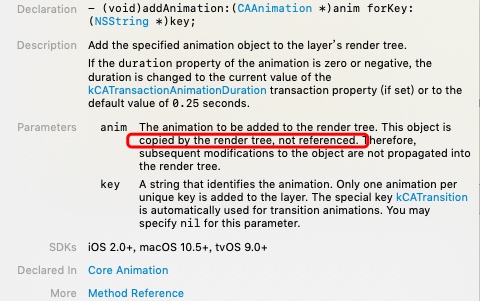 Declaration - (void)addAnimation:(CAAnimation *)anim forKey:
(NSString *)key;
Description Add the specified animation object to the layer's render tree.
If the duration property of the animation is zero or negative, the
duration is changed to the current value of the
kCATransactionAnimationDuration transaction property (if set) or to the
default value of 0.25 seconds.
Parameters anim The animation to be added to the render tree. This object is
copied by the render tree, not referenced. Therefore,
subsequent modifications to the object are not propagated into
the render tree.
key A string that identifies the animation. Only one animation per
unique key is added to the layer. The special key kCATransition
is automatically used for transition animations. You may
specify nil for this parameter.
SDKs iOS 2.0+, macOS 10.5+, tvOS 9.0+
Declared In Core Animation
More Method Reference